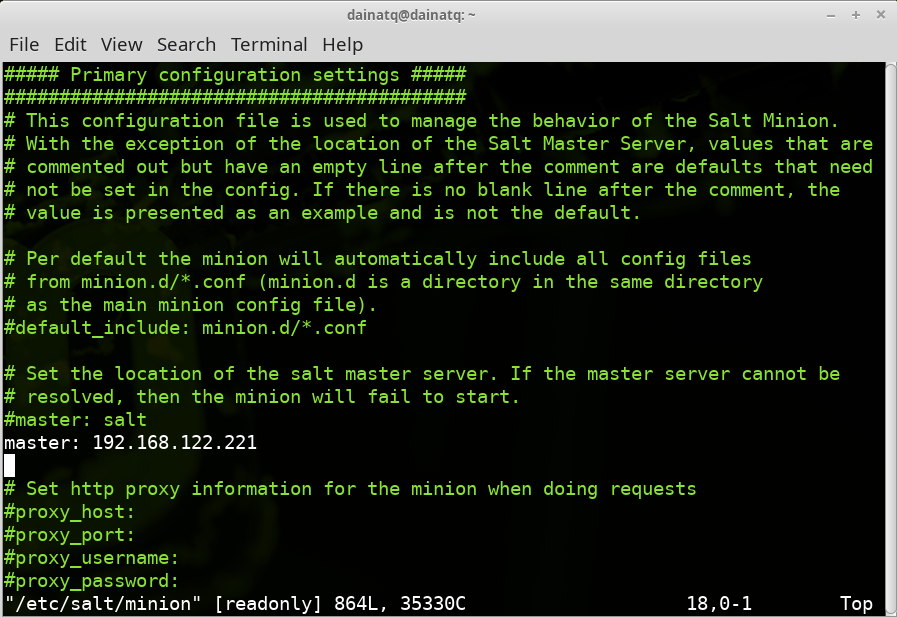 dainatq@dainatq: ~
File Edit View Search Terminal Help
##### Primary configuration settings #####
##########################################
# This configuration file is used to manage the behavior of the Salt Minion.
# With the exception of the location of the Salt Master Server, values that are
# commented out but have an empty line after the comment are defaults that need
# not be set in the config. If there is no blank line after the comment, the
# value is presented as an example and is not the default.
# Per default the minion will automatically include all config files
# from minion.d/*.conf (minion.d is a directory in the same directory
# as the main minion config file).
#default_include: minion.d/*.conf
# Set the location of the salt master server. If the master server cannot be
# resolved, then the minion will fail to start.
#master: salt
master: 192.168.122.221
# Set http proxy information for the minion when doing requests
#proxy_host:
#proxy_port:
#proxy_username:
#proxy_password:
"/etc/salt/minion" [readonly] 864L, 35330C 18,0-1 Top